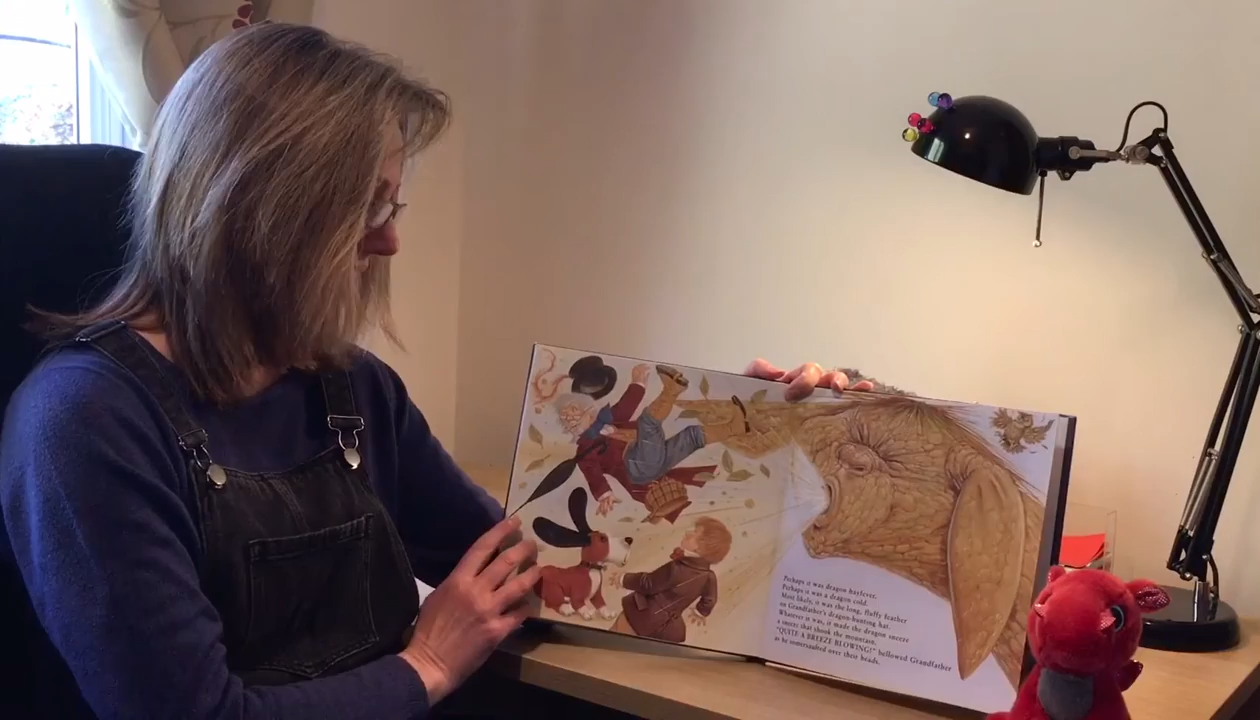 Perhaps it was dragon hayfever.
Perhaps it was a dragon cold.
Most likely, it was the long, fluffy feather
on Grandfather's dragon-hunting hat.
Whatever it was, it made the dragon sneeze
a sneeze that shook the mountain.
"QUITE A BREEZE BLOWING!" bellowed Grandfather
as he somersaulted over their heads.